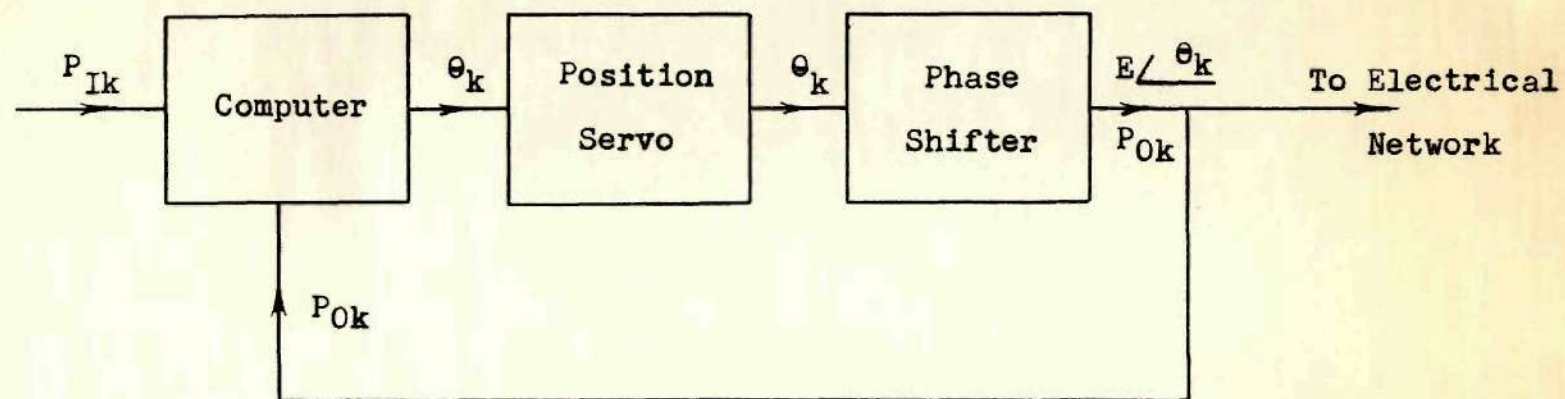 P_Ik
Computer
θ_k
Position
Servo
θ_k
Phase
Shifter
E∠θ_k
P_Ok
To Electrical
Network
P_Ok